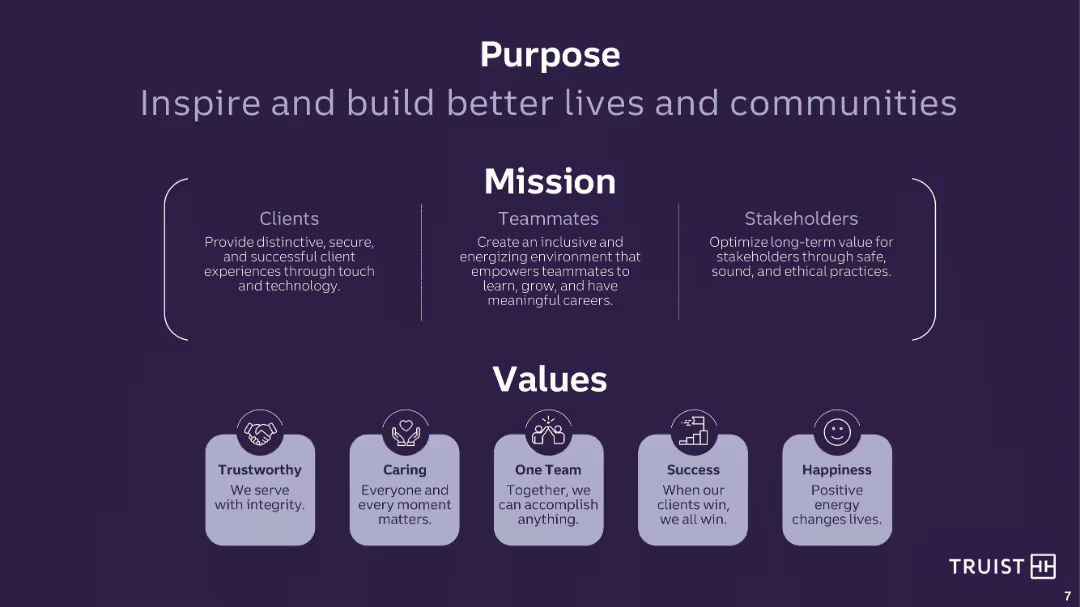 Purpose
Inspire and build better lives and communities
Mission
Clients
Provide distinctive, secure,
and successful client
experiences through touch
and technology.
Teammates
Create an inclusive and
energizing environment that
empowers teammates to
learn, grow, and have
meaningful careers.
Stakeholders
Optimize long-term value for
stakeholders through safe,
sound, and ethical practices.
Values
Trustworthy
We serve
with integrity.
Caring
Everyone and
every moment
matters.
One Team
Together, we
can accomplish
anything.
Success
When our
clients win,
we all win.
Happiness
Positive
energy
changes lives.
TRUIST
7